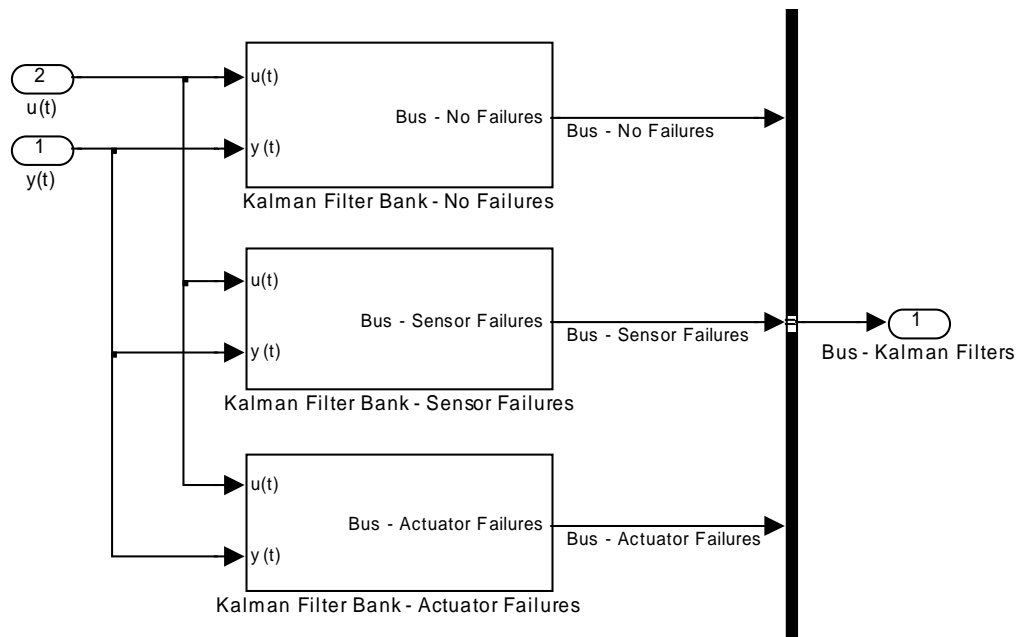 2
u(t)
1
y(t)
u(t)
y(t)
Bus - No Failures
Kalman Filter Bank - No Failures
Bus - No Failures
u(t)
y(t)
Bus - Sensor Failures
Kalman Filter Bank - Sensor Failures
Bus - Sensor Failures
u(t)
y(t)
Bus - Actuator Failures
Kalman Filter Bank - Actuator Failures
Bus - Actuator Failures
1
Bus - Kalman Filters